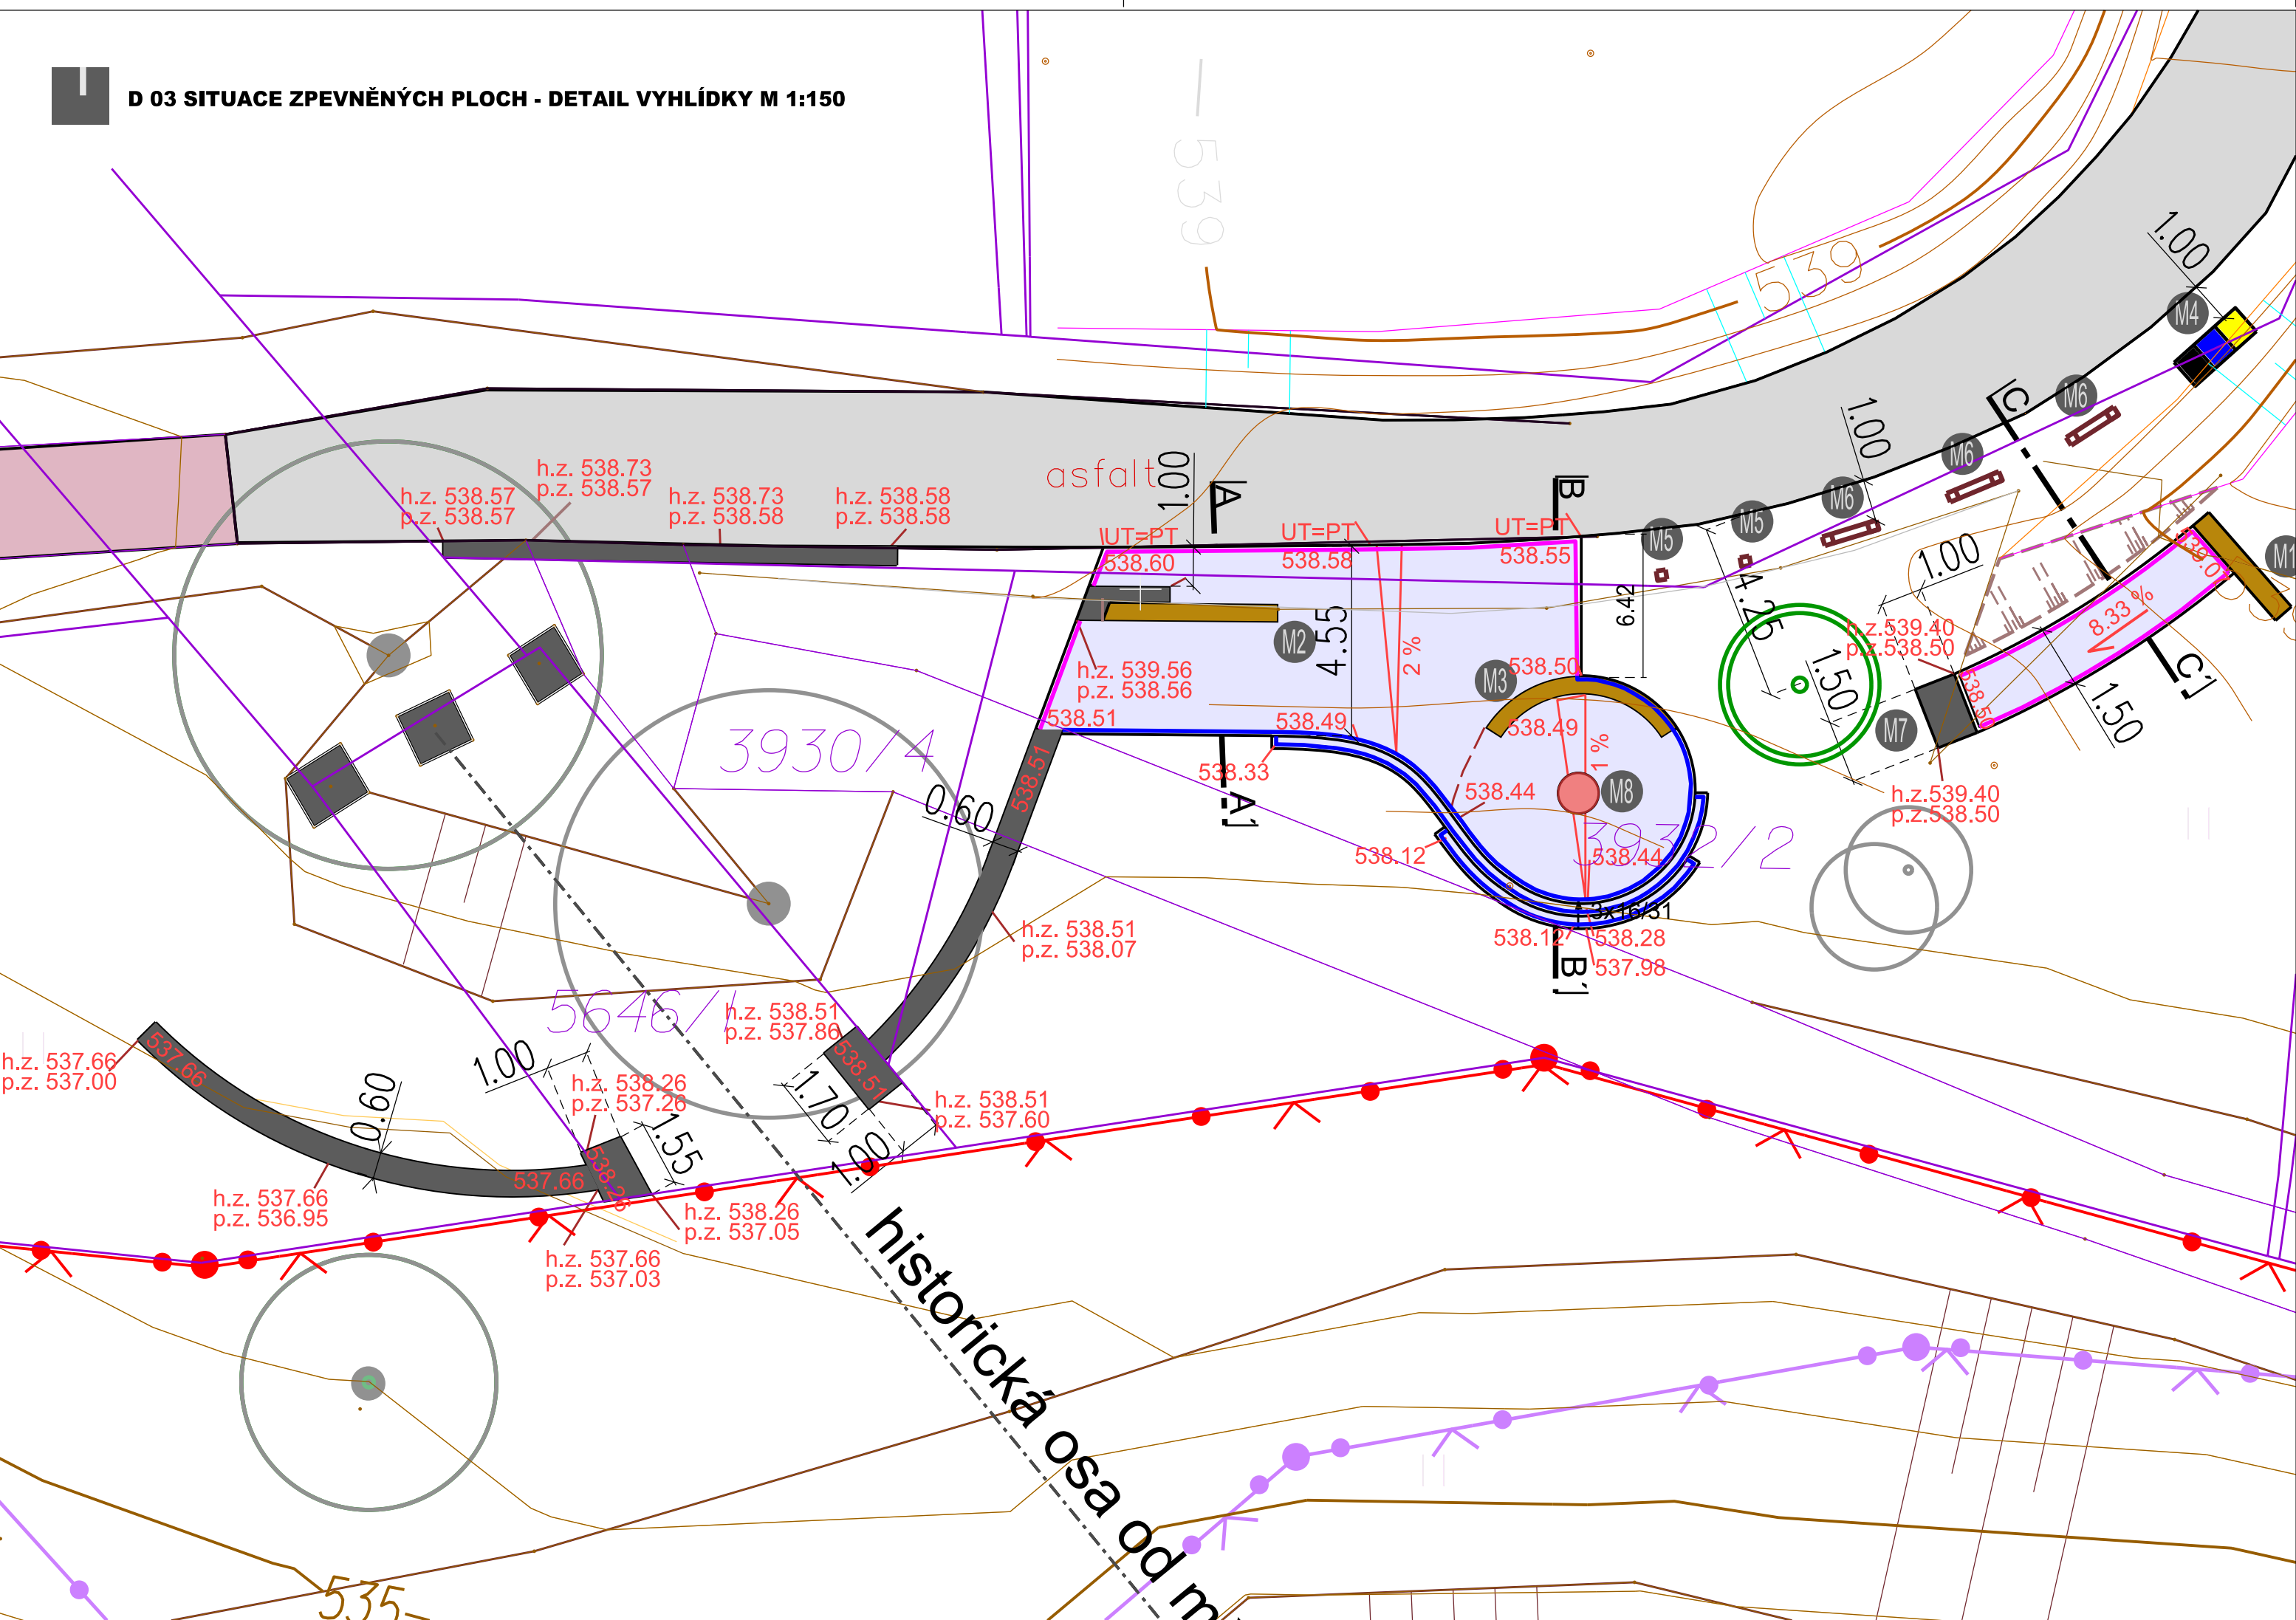 D 03 SITUACE ZPEVNĚNÝCH PLOCH - DETAIL VYHLÍDKY M 1:150
539
539
1.00
M4
C
M6
M6
M6
1.00
M5
M5
h.z. 538.57
p.z. 538.57
h.z. 538.73
p.z. 538.57
h.z. 538.73
p.z. 538.58
h.z. 538.58
p.z. 538.58
asfalt
1.00
A
B
UT=PT
538.60
UT=PT
538.58
UT=PT
538.55
6.42
4.25
1.00
M1
8.33 %
h.z.539.40
p.z.538.50
1.50
1.50
C'
M7
538.50
h.z.539.40
p.z.538.50
M2
4.55
2 %
M3
538.50
h.z. 539.56
p.z. 538.56
538.51
538.49
538.49
1 %
538.33
538.44
M8
A'
3930/4
538.51
0.60
538.12
538.44
3932/2
3x16/31
538.12
538.28
537.98
B'
h.z. 538.51
p.z. 538.07
5646/1
h.z. 538.51
p.z. 537.86
538.51
h.z. 537.66
p.z. 537.00
537.66
1.00
0.60
h.z. 538.26
p.z. 537.26
1.55
1.70
1.00
h.z. 538.51
p.z. 537.60
537.66
538.26
h.z. 537.66
p.z. 536.95
h.z. 538.26
p.z. 537.05
h.z. 537.66
p.z. 537.03
historická osa od m
535